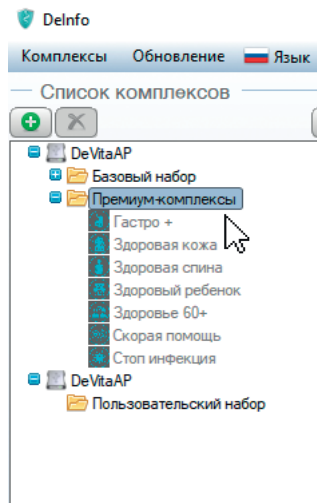 DeInfo
Комплексы Обновление Язык
Список комплексов
DeVitaAP
Базовый набор
Премиум-комплексы
Гастро +
Здоровая кожа
Здоровая спина
Здоровый ребенок
Здоровье 60+
Скорая помощь
Стоп инфекция
DeVitaAP
Пользовательский набор